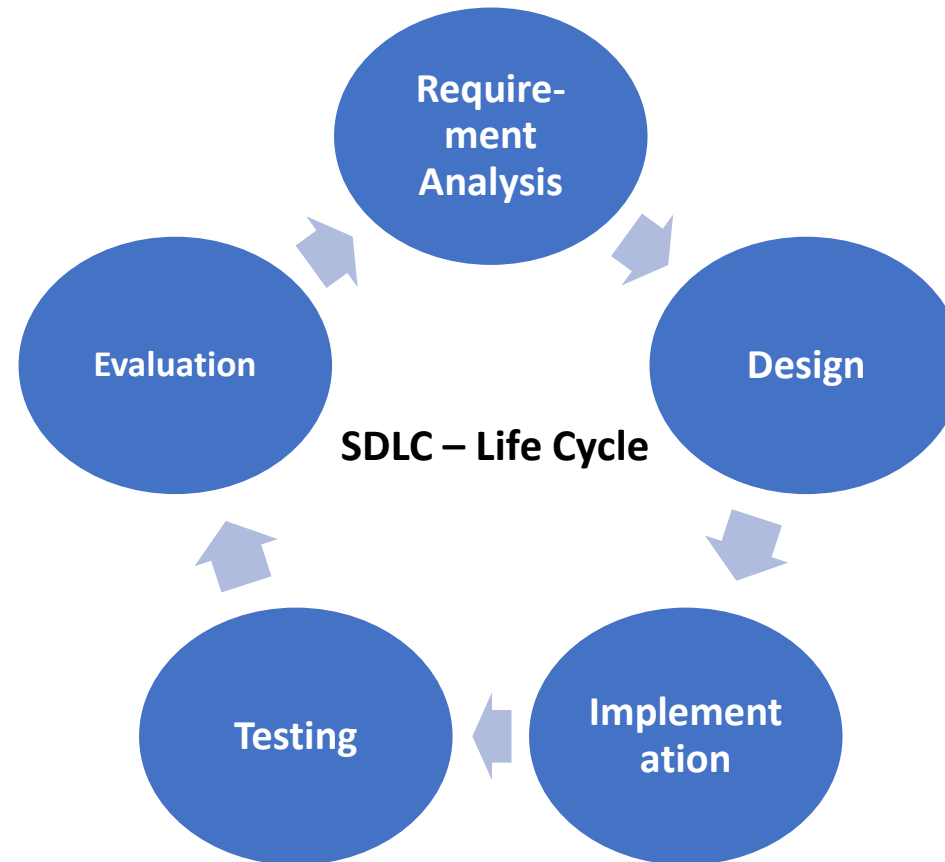 Require-
ment
Analysis
Evaluation
Design
SDLC – Life Cycle
Testing
Implement
ation